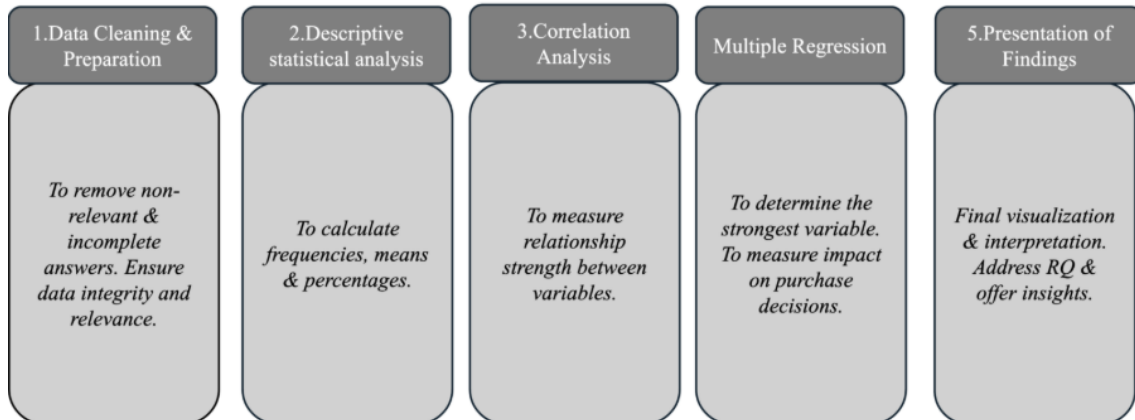 1.Data Cleaning &
Preparation
To remove non-
relevant &
incomplete
answers. Ensure
data integrity and
relevance.
2.Descriptive
statistical analysis
To calculate
frequencies, means
& percentages.
3.Correlation
Analysis
To measure
relationship
strength between
variables.
Multiple Regression
To determine the
strongest variable.
To measure impact
on purchase
decisions.
5.Presentation of
Findings
Final visualization
& interpretation.
Address RQ &
offer insights.